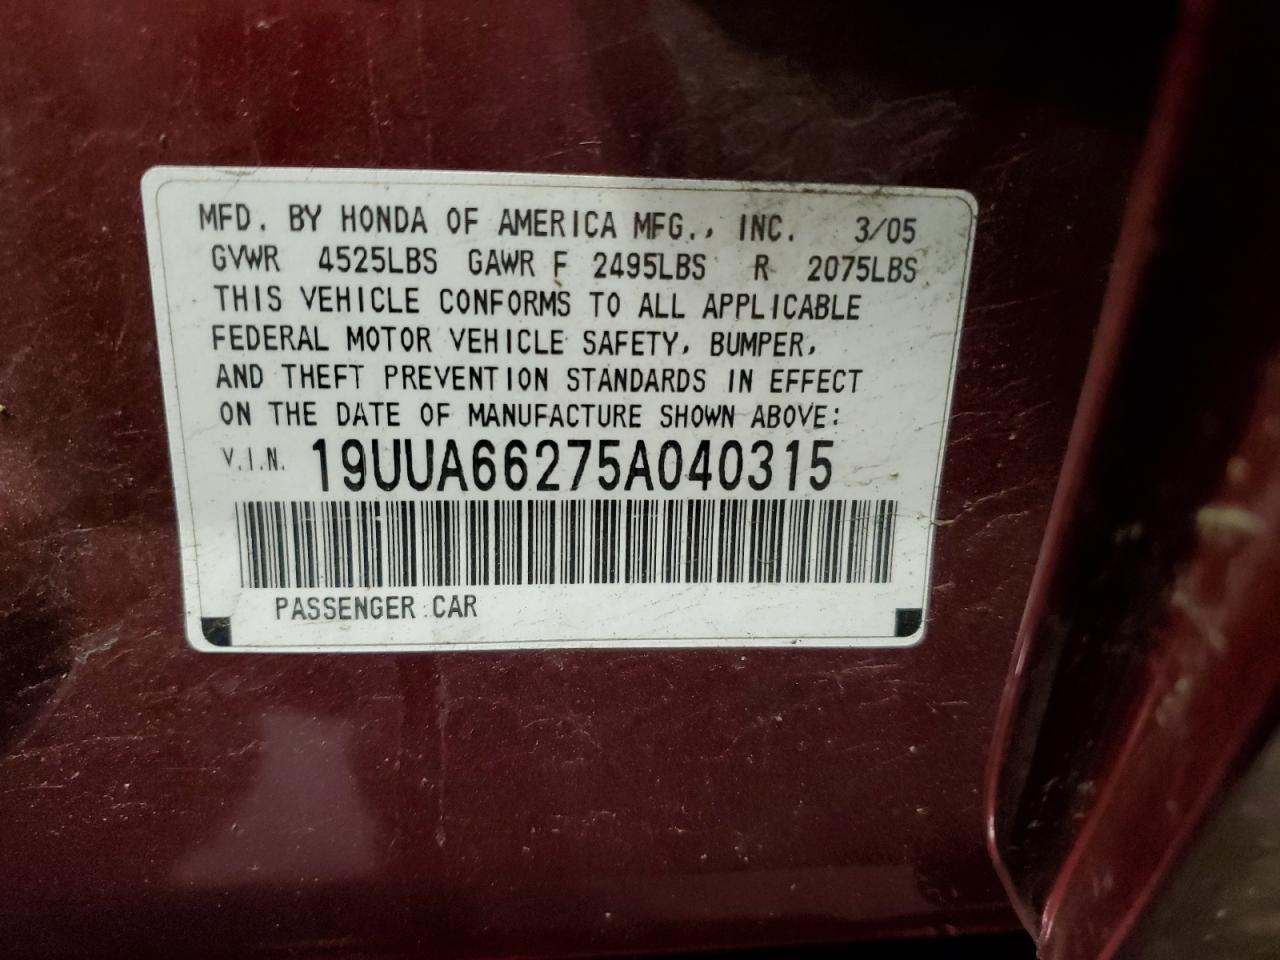 MFD. BY HONDA OF AMERICA MFG., INC. 3/05
GVWR 4525LBS GAWR F 2495LBS R 2075LBS
THIS VEHICLE CONFORMS TO ALL APPLICABLE
FEDERAL MOTOR VEHICLE SAFETY, BUMPER,
AND THEFT PREVENTION STANDARDS IN EFFECT
ON THE DATE OF MANUFACTURE SHOWN ABOVE:
V.I.N. 19UUA66275A040315
PASSENGER CAR